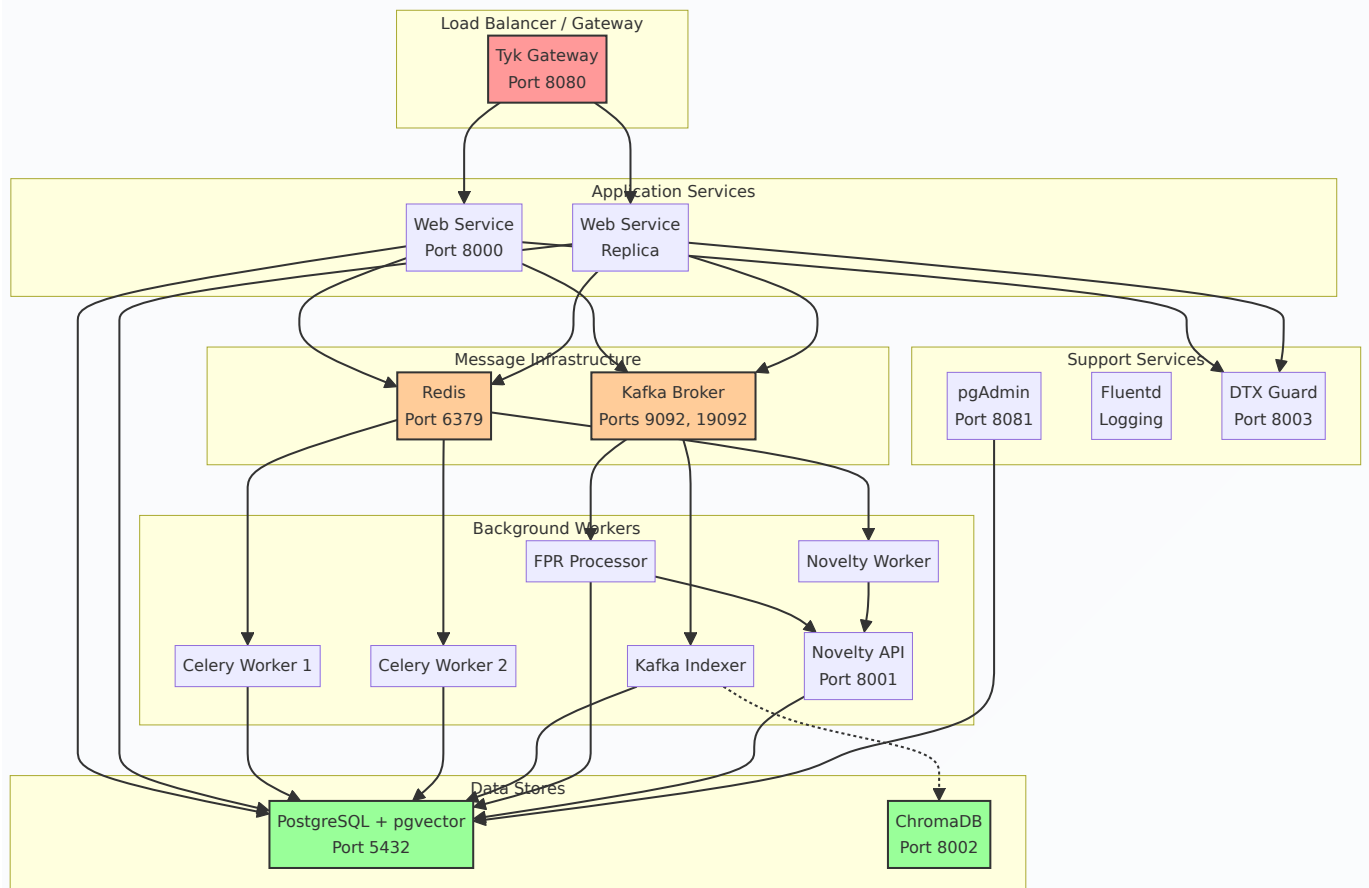 Load Balancer / Gateway
Tyk Gateway
Port 8080
Application Services
Web Service
Port 8000
Web Service
Replica
Message Infrastructure
Redis
Port 6379
Kafka Broker
Ports 9092, 19092
Support Services
pgAdmin
Port 8081
Fluentd
Logging
DTX Guard
Port 8003
Background Workers
FPR Processor
Novelty Worker
Celery Worker 1
Celery Worker 2
Kafka Indexer
Novelty API
Port 8001
Data Stores
PostgreSQL + pgvector
Port 5432
ChromaDB
Port 8002